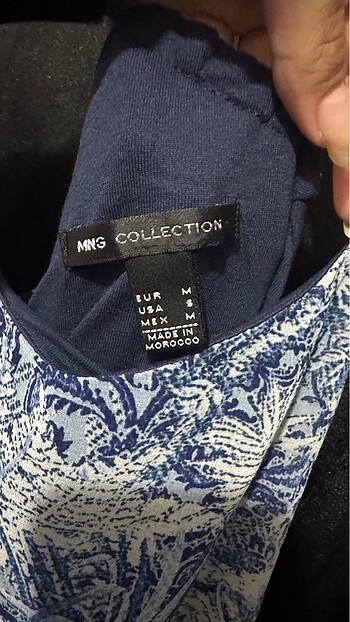 MNG COLLECTION
EUR M
USA S
MEX M
MADE IN
MOROCCO